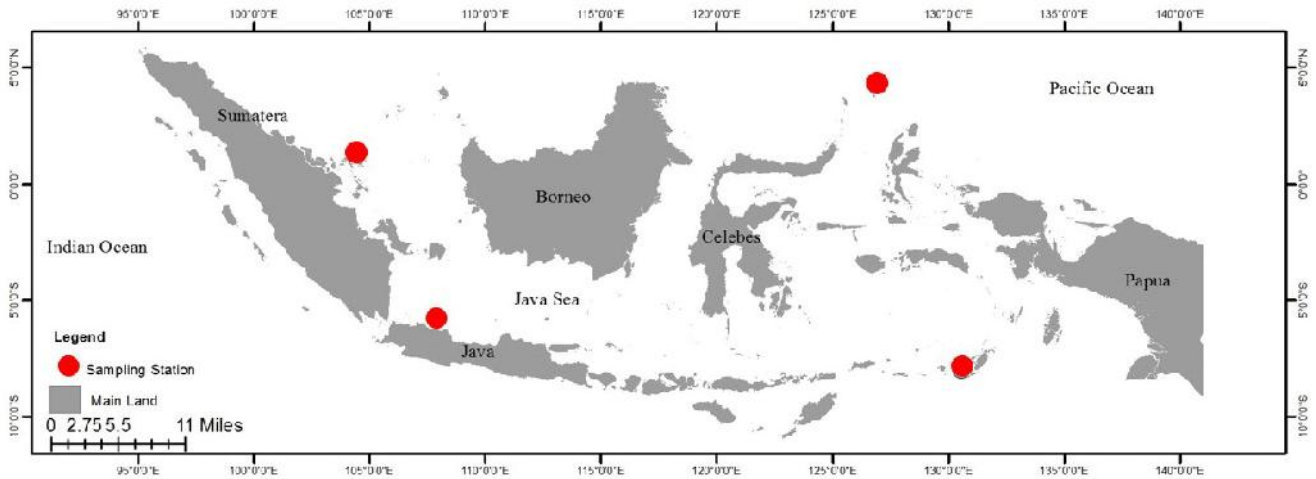 95°0'0"E 100°0'0"E 105°0'0"E 110°0'0"E 115°0'0"E 120°0'0"E 125°0'0"E 130°0'0"E 135°0'0"E 140°0'0"E
5°0'0"N 5°0'0"N
Pacific Ocean
Sumatera
0°0'0" 0°0'0"
Borneo
Celebes
Indian Ocean
Papua
Java Sea
5°0'0"S 5°0'0"S
Legend
Java
Sampling Station
Main Land
10°0'0"S 10°0'0"S
0 2.75 5.5 11 Miles
95°0'0"E 100°0'0"E 105°0'0"E 110°0'0"E 115°0'0"E 120°0'0"E 125°0'0"E 130°0'0"E 135°0'0"E 140°0'0"E